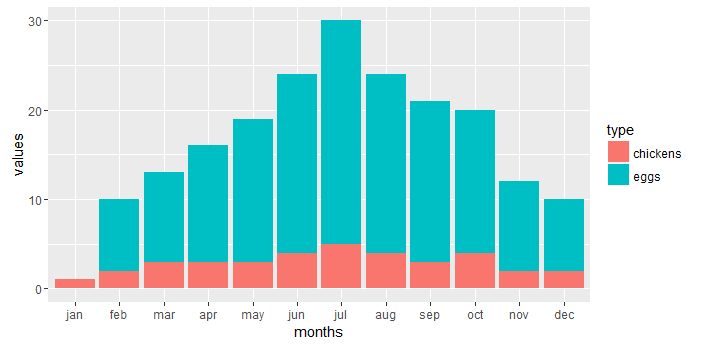 values
30
20
10
0
jan feb mar apr may jun jul aug sep oct nov dec
months
type
chickens
eggs